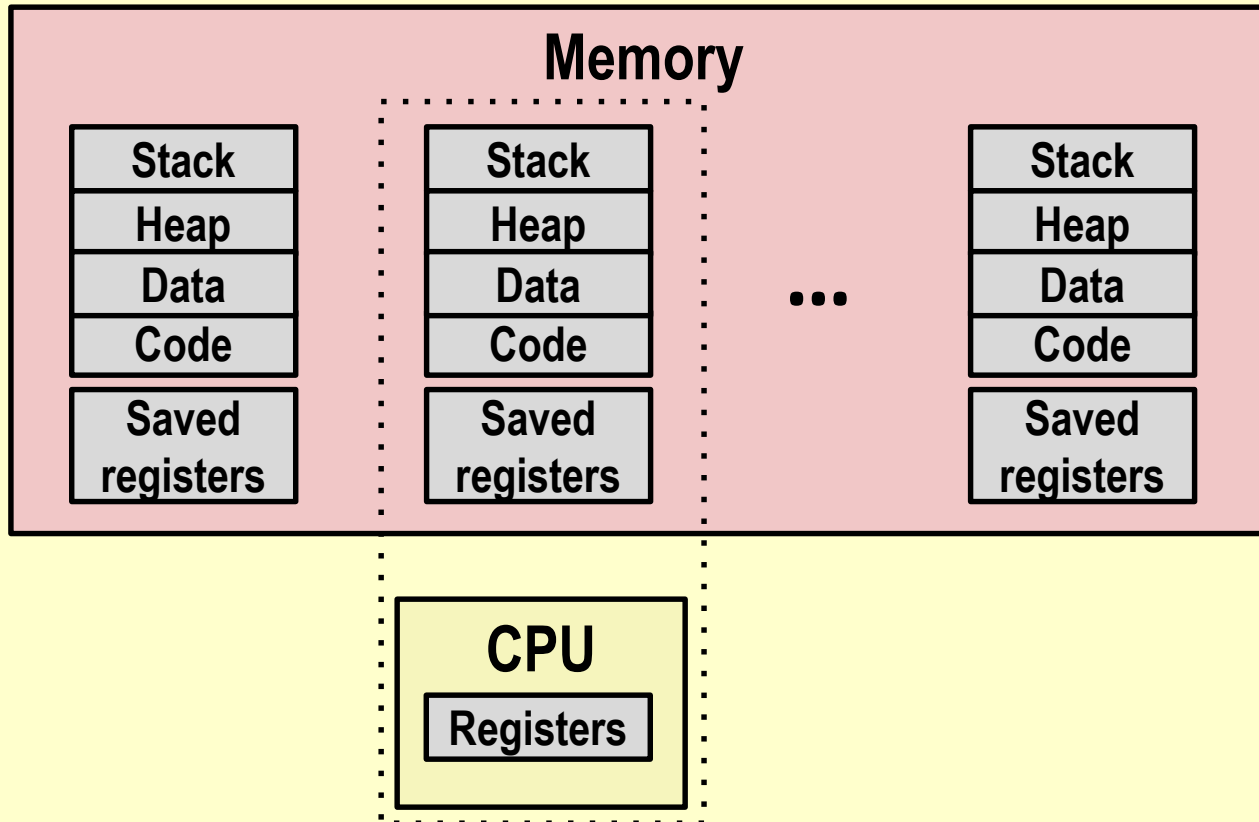 Memory
Stack
Heap
Data
Code
Saved
registers
Stack
Heap
Data
Code
Saved
registers
...
Stack
Heap
Data
Code
Saved
registers
CPU
Registers